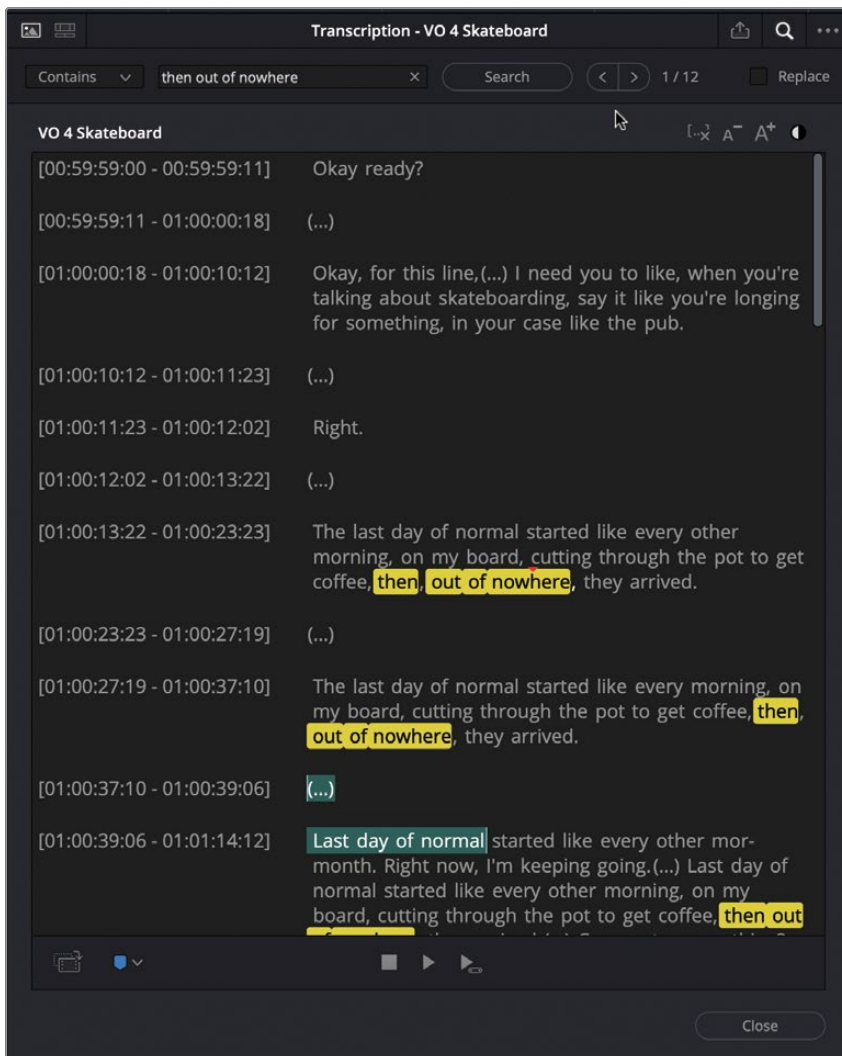 Transcription - VO 4 Skateboard
Contains then out of nowhere × Search < > 1 / 12 Replace
VO 4 Skateboard A− A+
[00:59:59:00 - 00:59:59:11] Okay ready?
[00:59:59:11 - 01:00:00:18] (...)
[01:00:00:18 - 01:00:10:12] Okay, for this line,(...) I need you to like, when you're
talking about skateboarding, say it like you're longing
for something, in your case like the pub.
[01:00:10:12 - 01:00:11:23] (...)
[01:00:11:23 - 01:00:12:02] Right.
[01:00:12:02 - 01:00:13:22] (...)
[01:00:13:22 - 01:00:23:23] The last day of normal started like every other
morning, on my board, cutting through the pot to get
coffee, then, out of nowhere, they arrived.
[01:00:23:23 - 01:00:27:19] (...)
[01:00:27:19 - 01:00:37:10] The last day of normal started like every morning, on
my board, cutting through the pot to get coffee, then,
out of nowhere, they arrived.
[01:00:37:10 - 01:00:39:06] (...)
[01:00:39:06 - 01:01:14:12] Last day of normal started like every other mor-
month. Right now, I'm keeping going.(...) Last day of
normal started like every other morning, on my
board, cutting through the pot to get coffee, then out
Close